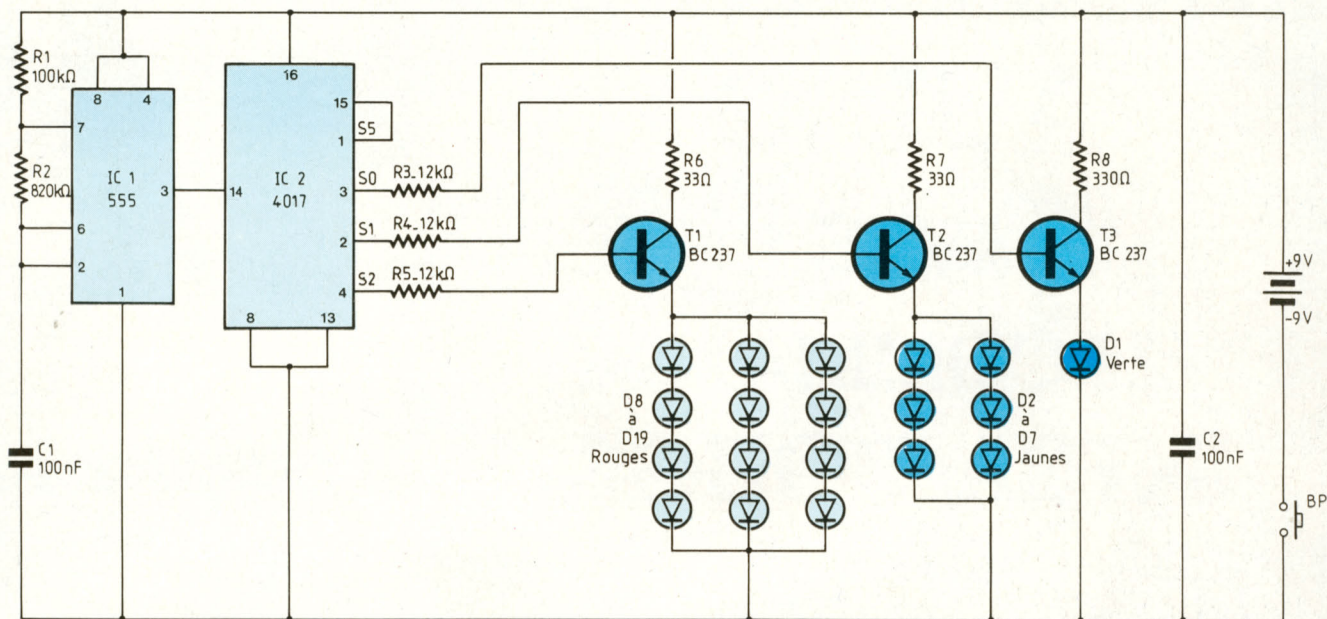 R1
100kΩ
8
4
7
R2
820kΩ
IC 1
555
3
6
2
1
C1
100nF
16
15
S5
1
IC 2
4017
14
S0
3
R3_12kΩ
S1
2
R4_12kΩ
S2
4
R5_12kΩ
8
13
R6
33Ω
T1
BC 237
D8
à
D19
Rouges
R7
33Ω
T2
BC 237
D2
à
D7
Jaunes
R8
330Ω
T3
BC 237
D1
Verte
C2
100nF
+9V
-9V
BP